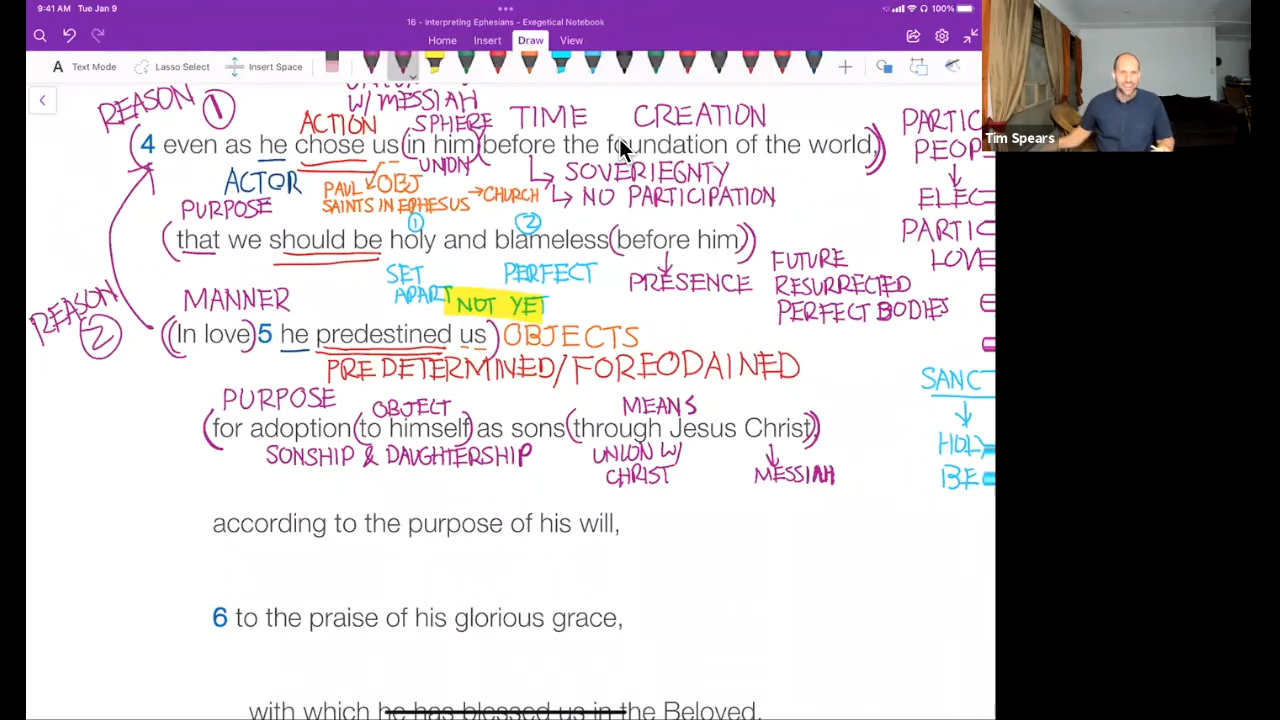 9:41 AM Tue Jan 9
100%
16 - Interpreting Ephesians - Exegetical Notebook
Home Insert Draw View
Text Mode Lasso Select Insert Space
Tim Spears
W/ MESSIAH
REASON 1
ACTION SPHERE TIME CREATION
(4 even as he chose us (in him)(before the foundation of the world,))
UNION
ACTOR
PAUL OBJ
SAINTS IN EPHESUS → CHURCH
SOVERIEGNTY
NO PARTICIPATION
PARTIC
PEOP
ELEC
PARTIC
LOVE
PURPOSE
1 2
(that we should be holy and blameless (before him))
SET APART
PERFECT
PRESENCE
FUTURE
RESURRECTED
PERFECT BODIES
NOT YET
REASON 2
MANNER
((In love) 5 he predestined us) OBJECTS
PREDETERMINED/FOREODAINED
PURPOSE
OBJECT
MEANS
(for adoption (to himself) as sons (through Jesus Christ))
SONSHIP & DAUGHTERSHIP
UNION W/
CHRIST
MESSIAH
SANC
HOLY
BE
according to the purpose of his will,
6 to the praise of his glorious grace,
with which he has blessed us in the Beloved.